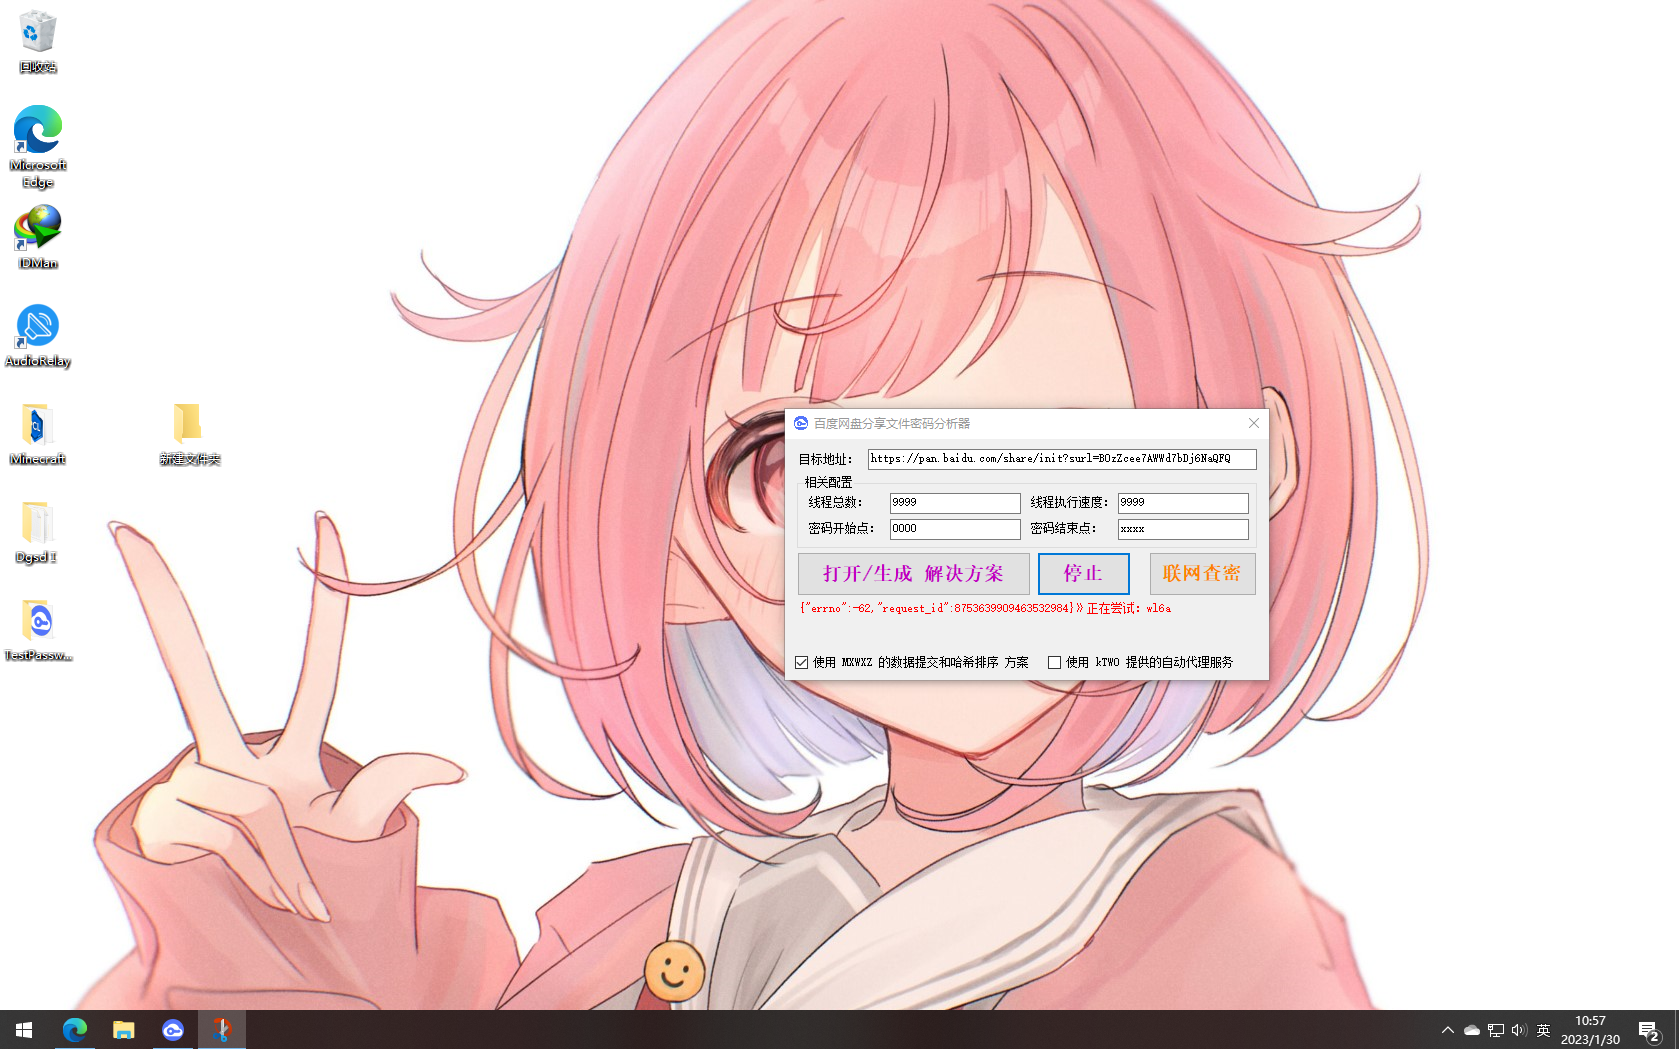 回收站
Microsoft
Edge
IDMan
AudioRelay
Minecraft
新建文件夹
Dgsd I
TestPassw...
百度网盘分享文件密码分析器
目标地址：
https://pan.baidu.com/share/init?surl=BOzZcee7AWWd7bDj6NaQFQ
相关配置
线程总数： 9999 线程执行速度： 9999
密码开始点： 0000 密码结束点： xxxx
打开/生成 解决方案 停止 联网查密
{"errno":-62,"request_id":8753639909463532984}》正在尝试：wl6a
使用 MXWXZ 的数据提交和哈希排序 方案 使用 kTWO 提供的自动代理服务
英
10:57
2023/1/30
2